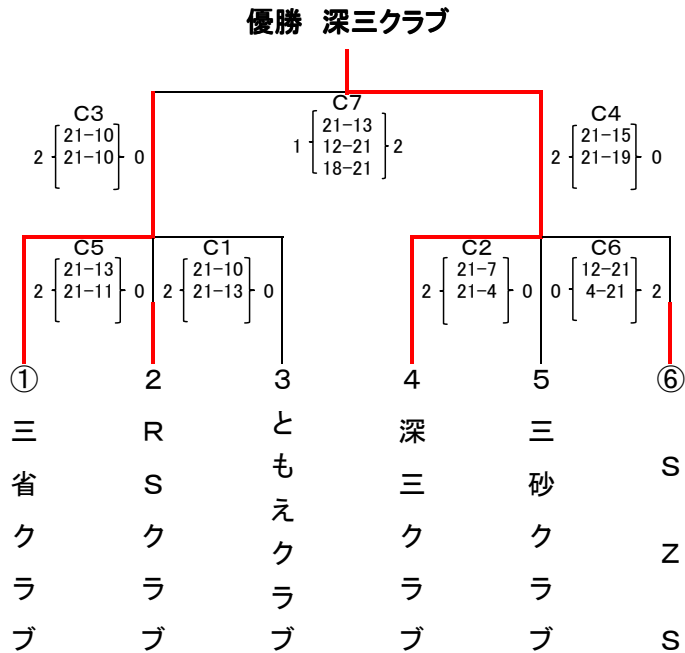 優勝 深三クラブ
C7
1 21-13 2
12-21
18-21
C3
21-10
2 21-10 0
C4
21-15
2 21-19 0
C5
21-13
2 21-11 0
C1
21-10
2 21-13 0
C2
21-7
2 21-4 0
C6
12-21
0 4-21 2
① 2 3 4 5 ⑥
三省クラブ
RSクラブ
ともえクラブ
深三クラブ
三砂クラブ
SZS